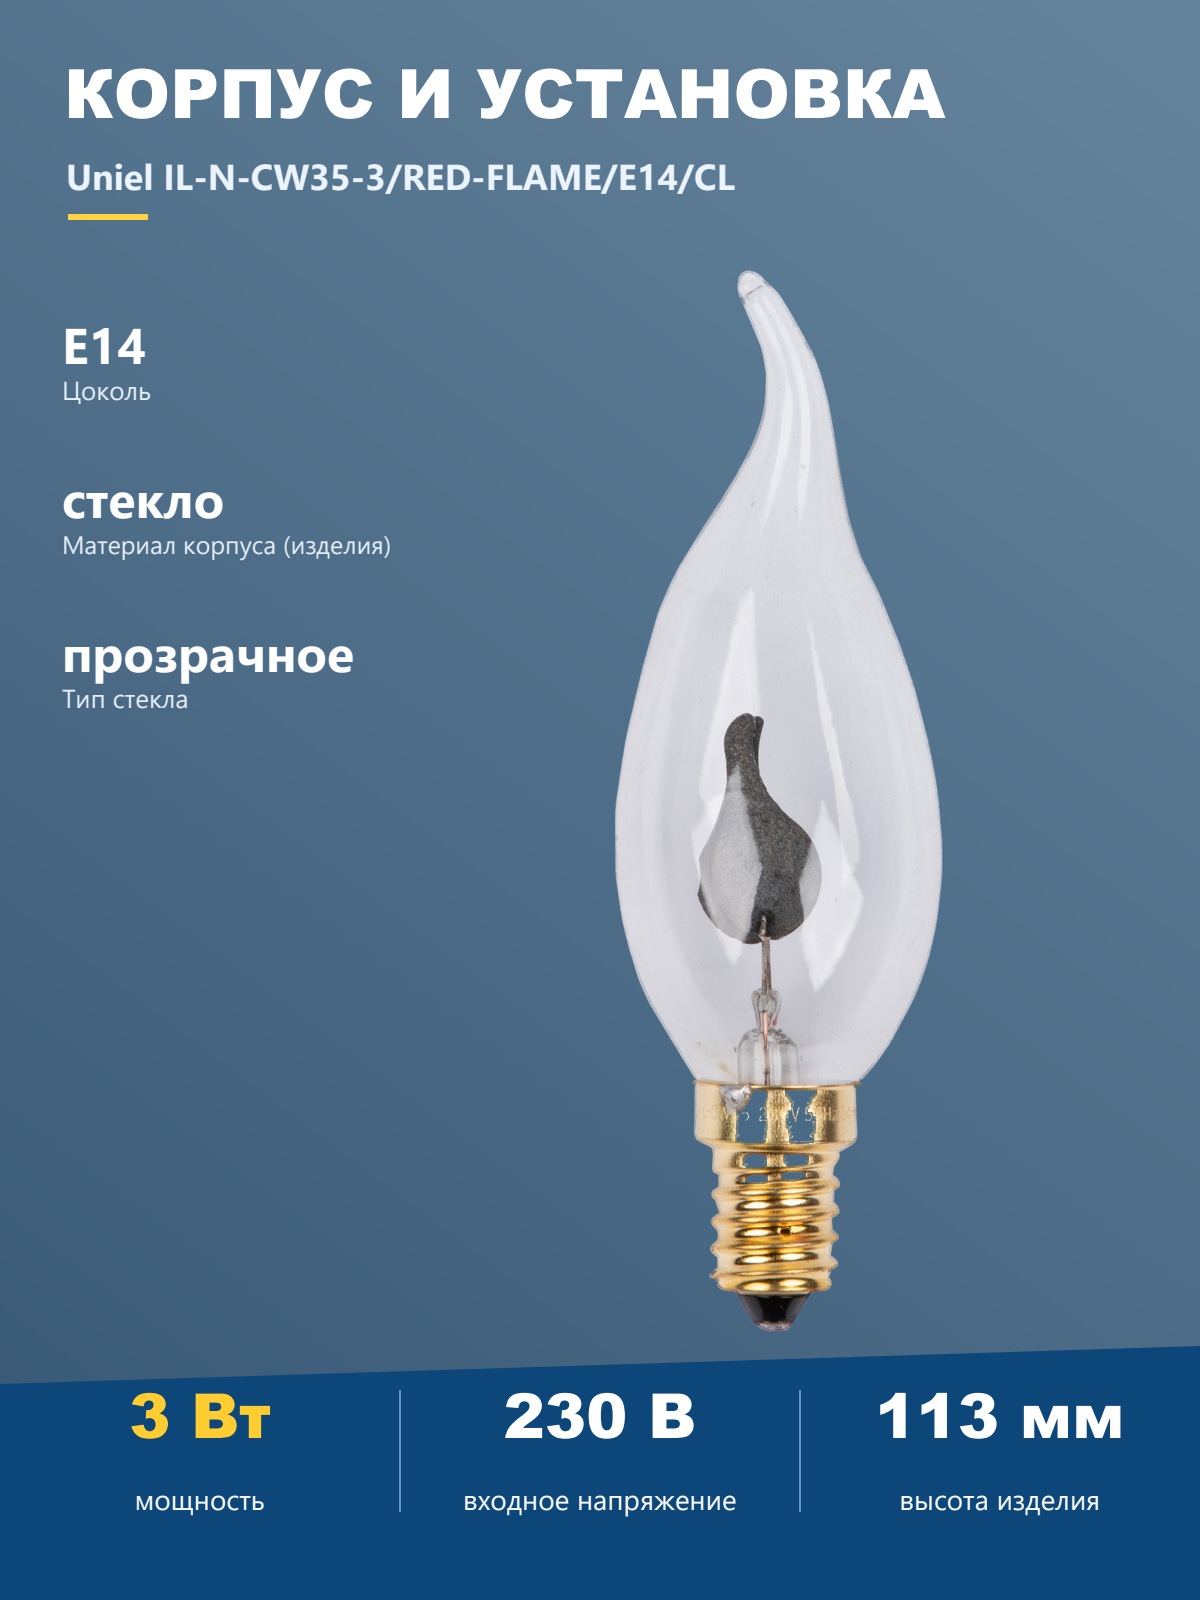 КОРПУС И УСТАНОВКА
Uniel IL-N-CW35-3/RED-FLAME/E14/CL
E14
Цоколь
стекло
Материал корпуса (изделия)
прозрачное
Тип стекла
3 Вт
230 В
113 мм
мощность
входное напряжение
высота изделия